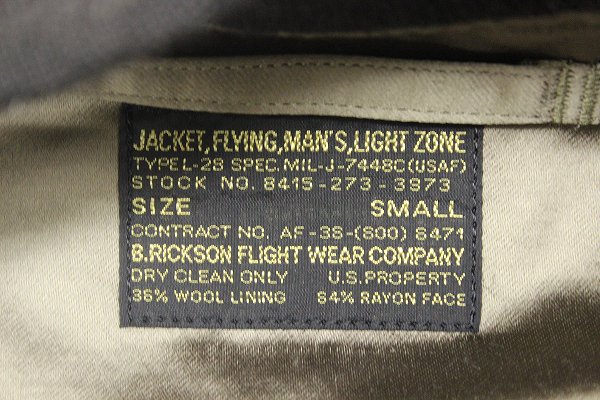 JACKET,FLYING,MAN'S,LIGHT ZONE
TYPE L-2B SPEC.MIL-J-7448C(USAF)
STOCK NO. 8415-273-3973
SIZE SMALL
CONTRACT NO. AF-33-(600) 8471
B.RICKSON FLIGHT WEAR COMPANY
DRY CLEAN ONLY U.S.PROPERTY
36% WOOL LINING 64% RAYON FACE